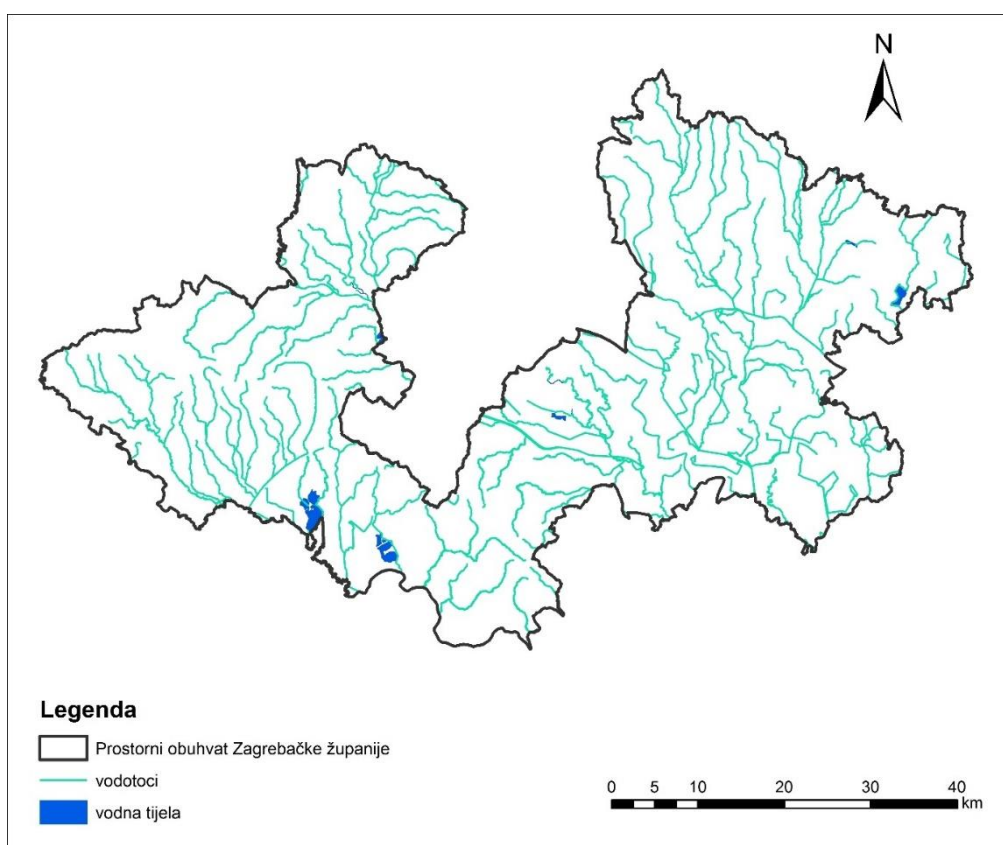 N
Legenda
Prostorni obuhvat Zagrebačke županije
vodotoci
vodna tijela
0 5 10 20 30 40
km